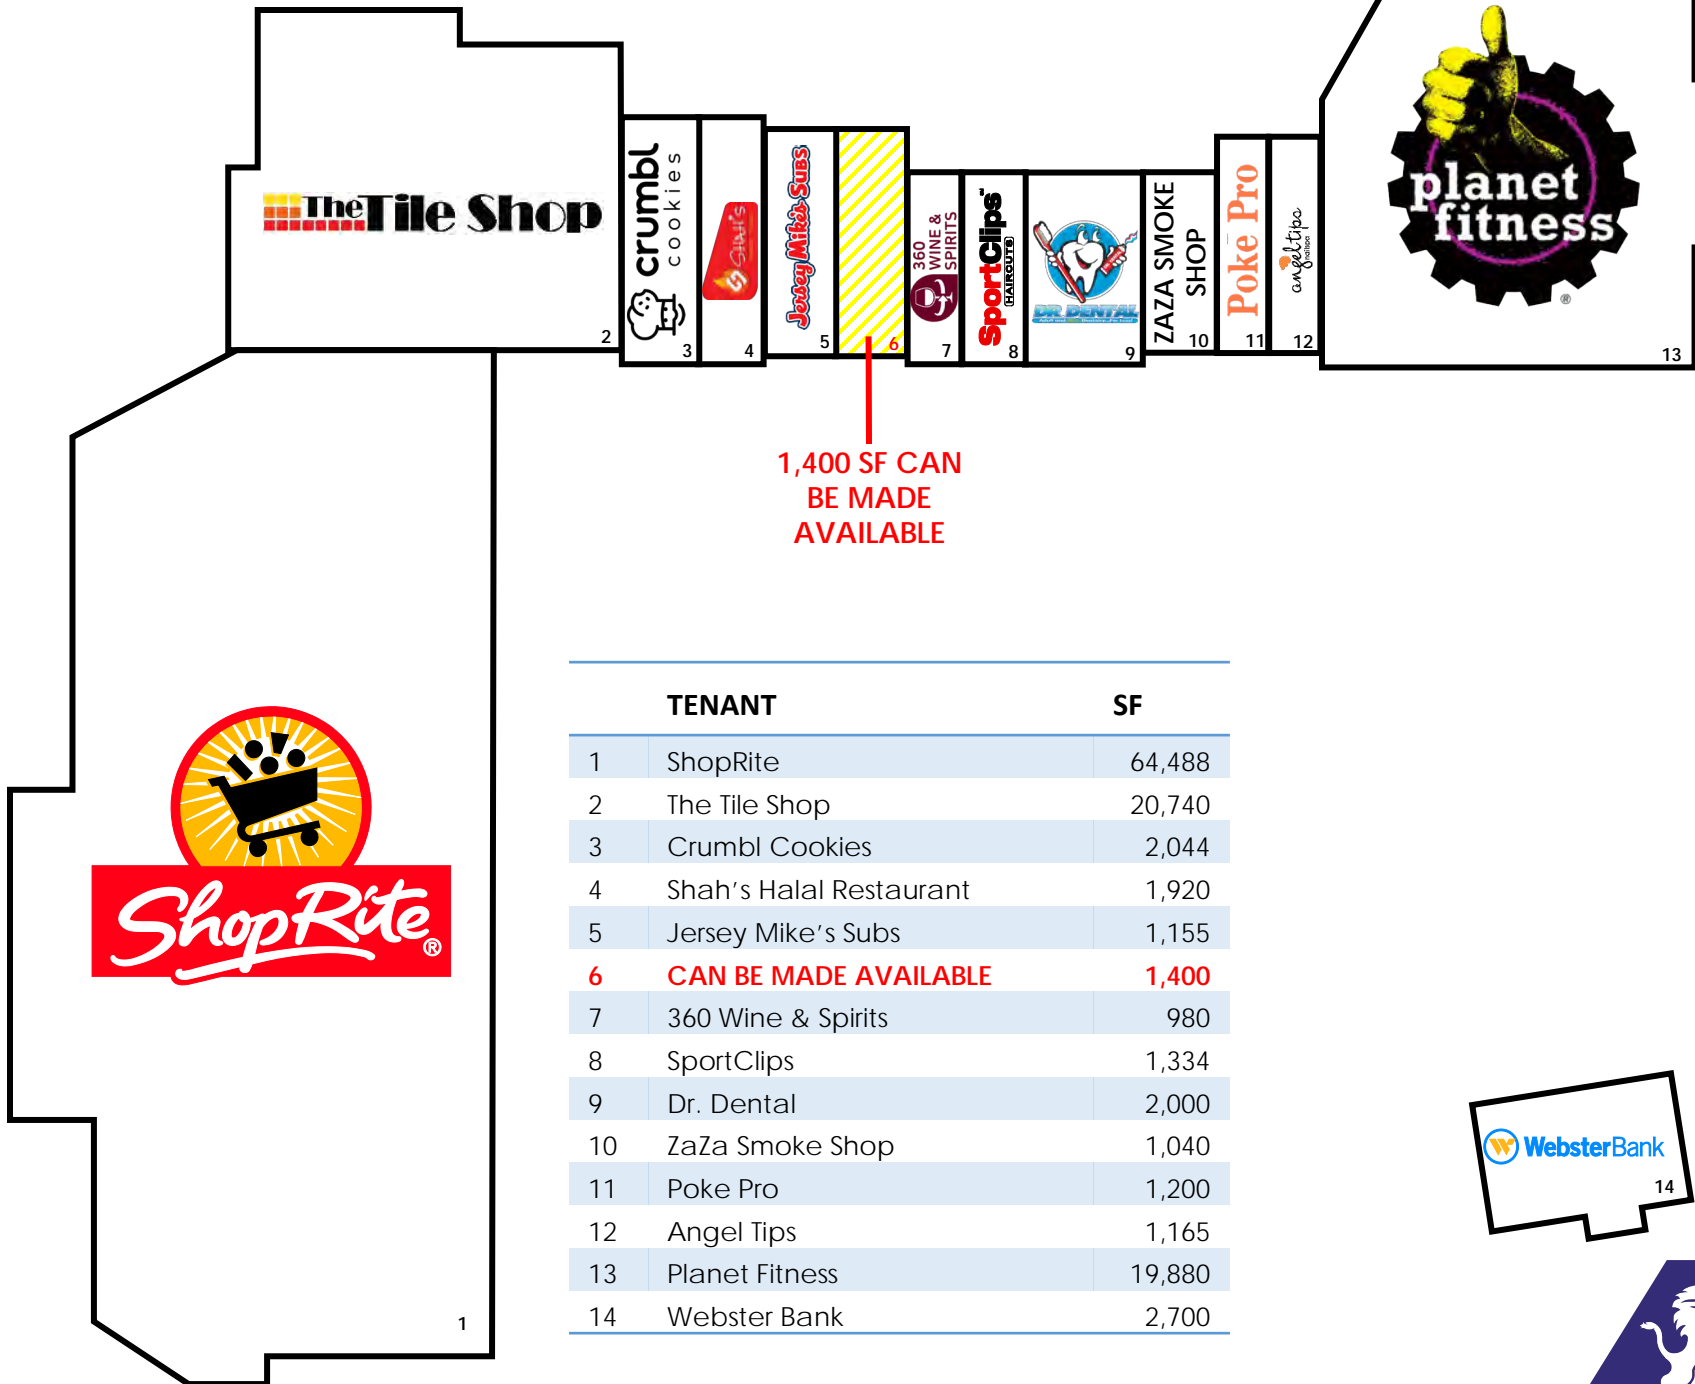 TheTile Shop
2
crumbl
cookies
3
Shah's
4
Jersey Mike's Subs
5
6
360
WINE &
SPIRITS
7
SportClips
HAIRCUTS
8
DR. DENTAL
9
ZAZA SMOKE
SHOP
10
Poke Pro
11
angeltips
12
planet
fitness
®
13
1,400 SF CAN
BE MADE
AVAILABLE
ShopRite®
1
TENANT SF
1 ShopRite 64,488
2 The Tile Shop 20,740
3 Crumbl Cookies 2,044
4 Shah’s Halal Restaurant 1,920
5 Jersey Mike’s Subs 1,155
6 CAN BE MADE AVAILABLE 1,400
7 360 Wine & Spirits 980
8 SportClips 1,334
9 Dr. Dental 2,000
10 ZaZa Smoke Shop 1,040
11 Poke Pro 1,200
12 Angel Tips 1,165
13 Planet Fitness 19,880
14 Webster Bank 2,700
WebsterBank
14